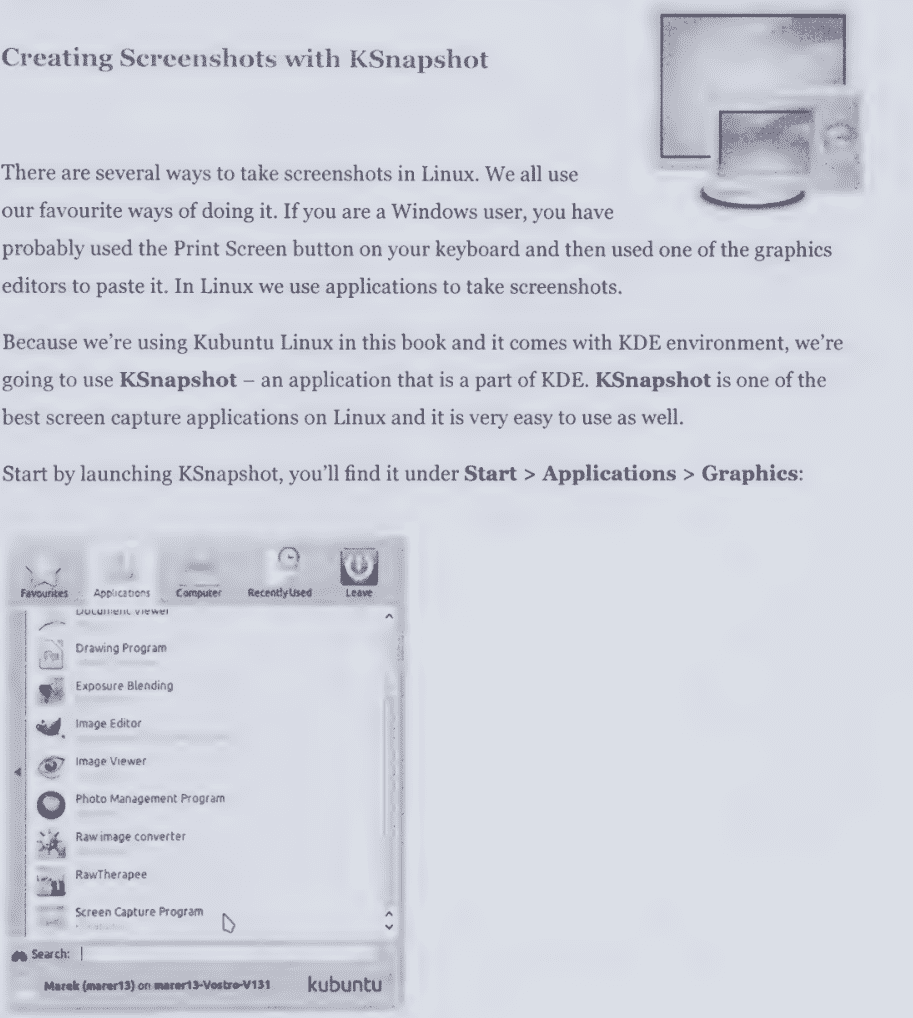 Creating Screenshots with KSnapshot
There are several ways to take screenshots in Linux. We all use
our favourite ways of doing it. If you are a Windows user, you have
probably used the Print Screen button on your keyboard and then used one of the graphics
editors to paste it. In Linux we use applications to take screenshots.
Because we're using Kubuntu Linux in this book and it comes with KDE environment, we're
going to use KSnapshot – an application that is a part of KDE. KSnapshot is one of the
best screen capture applications on Linux and it is very easy to use as well.
Start by launching KSnapshot, you'll find it under Start > Applications > Graphics:
Favourites Applications Computer Recently Used Leave
Document Viewer
Drawing Program
Exposure Blending
Image Editor
Image Viewer
Photo Management Program
Raw image converter
RawTherapee
Screen Capture Program
Search:
Marek (marer13) on marer13-Vostro-V131 kubuntu